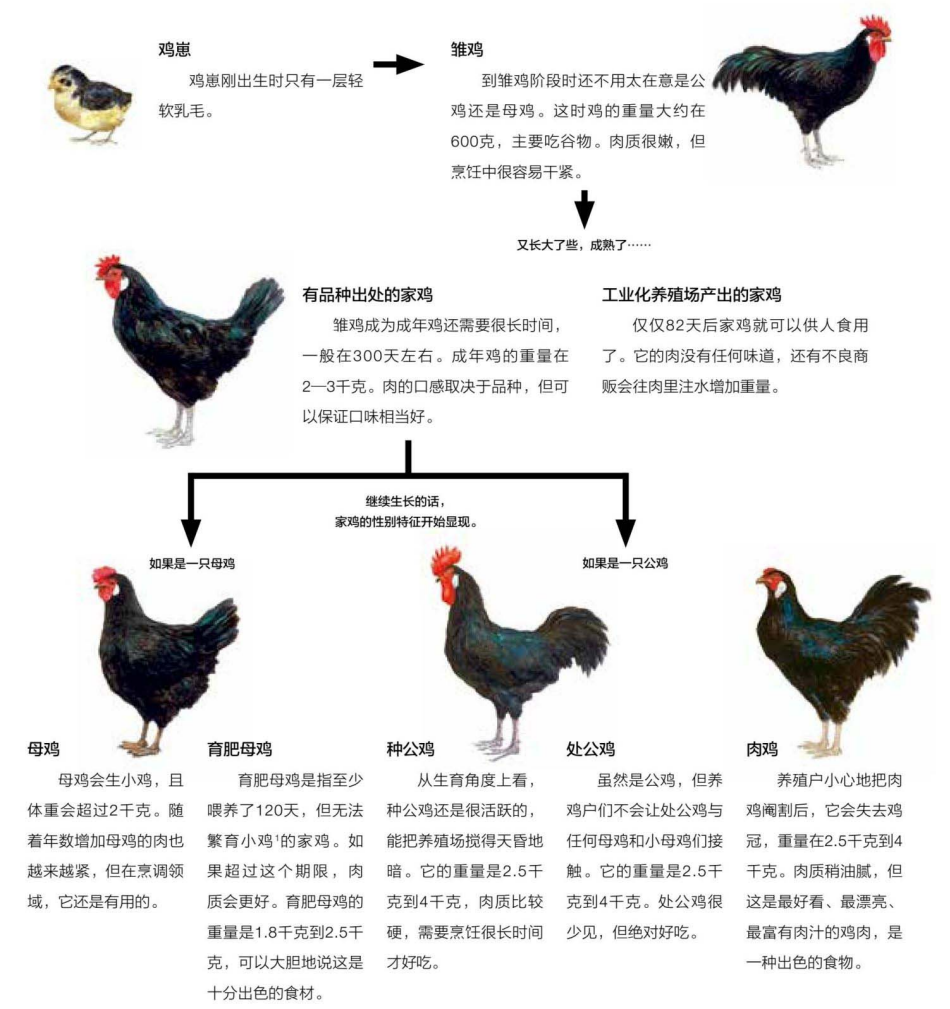 鸡崽
鸡崽刚出生时只有一层轻
软乳毛。
雏鸡
到雏鸡阶段时还不用太在意是公
鸡还是母鸡。这时鸡的重量大约在
600克，主要吃谷物。肉质很嫩，但
烹饪中很容易干紧。
又长大了些，成熟了……
有品种出处的家鸡
雏鸡成为成年鸡还需要很长时间，
一般在300天左右。成年鸡的重量在
2—3千克。肉的口感取决于品种，但可
以保证口味相当好。
工业化养殖场产出的家鸡
仅仅82天后家鸡就可以供人食用
了。它的肉没有任何味道，还有不良商
贩会往肉里注水增加重量。
继续生长的话，
家鸡的性别特征开始显现。
如果是一只母鸡
如果是一只公鸡
母鸡
母鸡会生小鸡，且
体重会超过2千克。随
着年数增加母鸡的肉也
越来越紧，但在烹调领
域，它还是有用的。
育肥母鸡
育肥母鸡是指至少
喂养了120天，但无法
繁育小鸡¹的家鸡。如
果超过这个期限，肉
质会更好。育肥母鸡的
重量是1.8千克到2.5千
克，可以大胆地说这是
十分出色的食材。
种公鸡
从生育角度上看，
种公鸡还是很活跃的，
能把养殖场搅得天昏地
暗。它的重量是2.5千
克到4千克，肉质比较
硬，需要烹饪很长时间
才好吃。
处公鸡
虽然是公鸡，但养
鸡户们不会让处公鸡与
任何母鸡和小母鸡们接
触。它的重量是2.5千
克到4千克。处公鸡很
少见，但绝对好吃。
肉鸡
养殖户小心地把肉
鸡阉割后，它会失去鸡
冠，重量在2.5千克到4
千克。肉质稍油腻，但
这是最好看、最漂亮、
最富有肉汁的鸡肉，是
一种出色的食物。